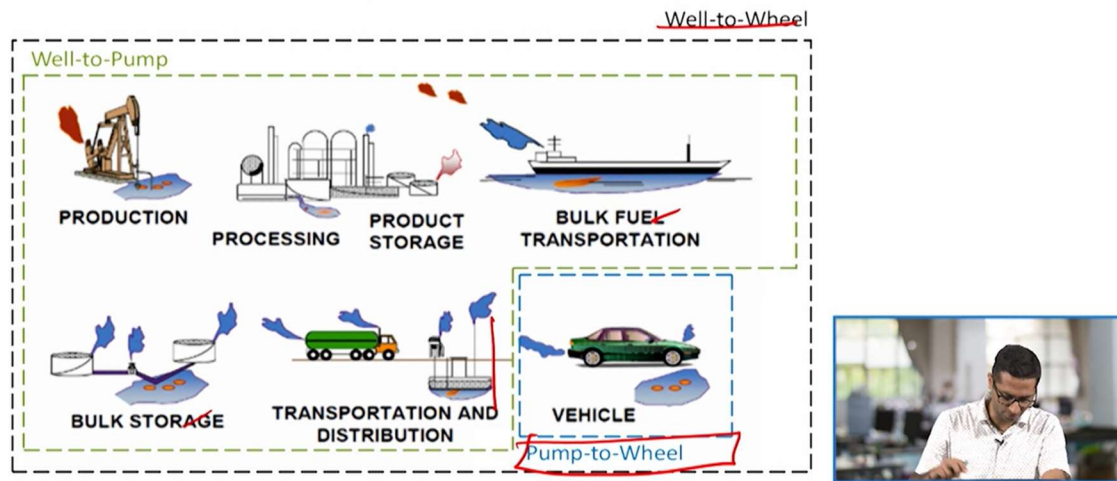 Well-to-Wheel
Well-to-Pump
PRODUCTION
PROCESSING
PRODUCT
STORAGE
BULK FUEL
TRANSPORTATION
BULK STORAGE
TRANSPORTATION AND
DISTRIBUTION
VEHICLE
Pump-to-Wheel